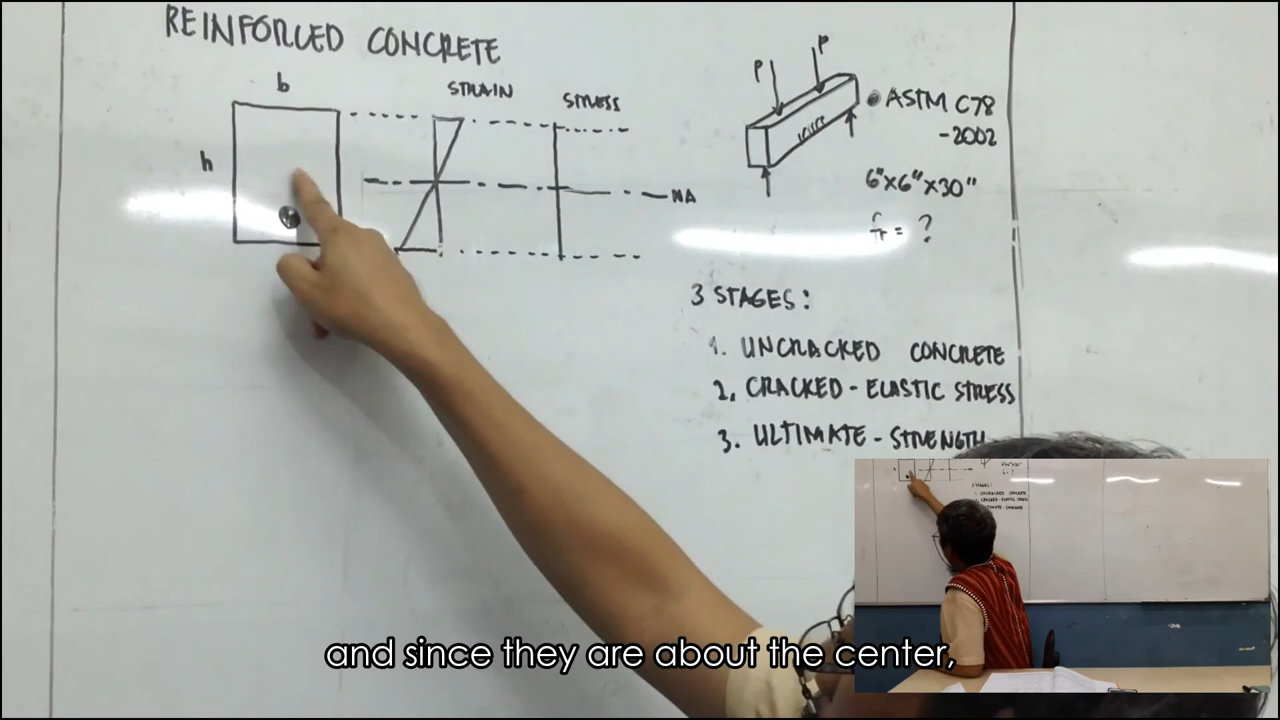 REINFORCED CONCRETE
b
STRAIN
STRESS
h
NA
P
P
ASTM C78
-2002
6"x6"x30"
fr = ?
3 STAGES:
1. UNCRACKED CONCRETE
2. CRACKED - ELASTIC STRESS
3. ULTIMATE - STRENGTH
and since they are about the center,